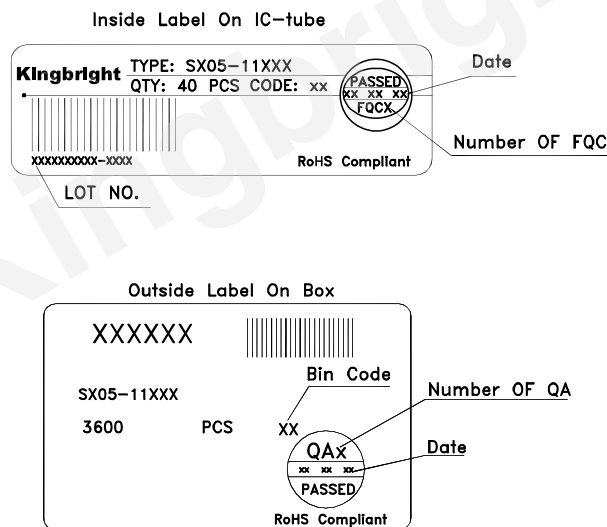 Inside Label On IC-tube
Kingbright
TYPE: SX05-11XXX
QTY: 40 PCS CODE: xx
PASSED
xx xx xx
FQCX
Date
Number OF FQC
xxxxxxxxxx-xxxx
RoHS Compliant
LOT NO.
Outside Label On Box
XXXXXX
Bin Code
SX05-11XXX
Number OF QA
3600 PCS XX
QAx
Date
xx xx xx
PASSED
RoHS Compliant
Kingbright